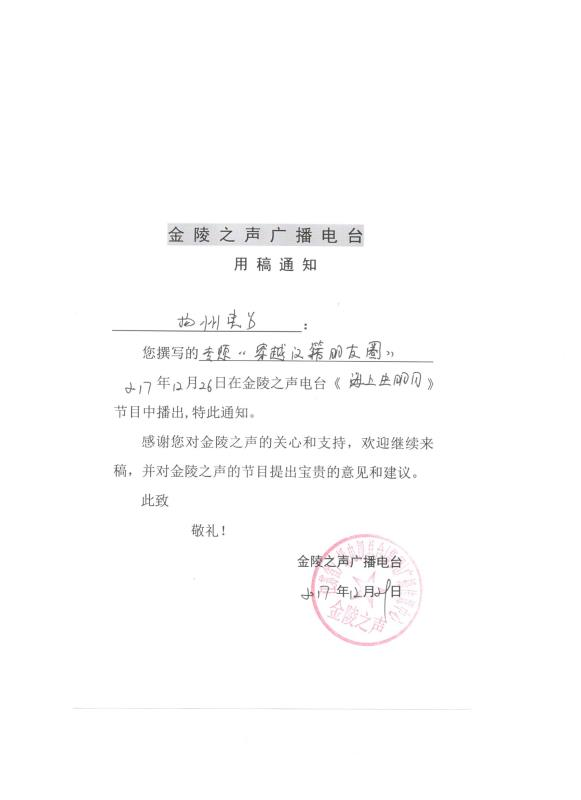 金陵之声广播电台
用稿通知
扬州电台:
您撰写的专题“穿越汉籍朋友圈”
2017年12月26日在金陵之声电台《海上生明月》
节目中播出,特此通知。
感谢您对金陵之声的关心和支持，欢迎继续来
稿，并对金陵之声的节目提出宝贵的意见和建议。
此致
敬礼！
金陵之声广播电台
2017年12月29日
金陵之声